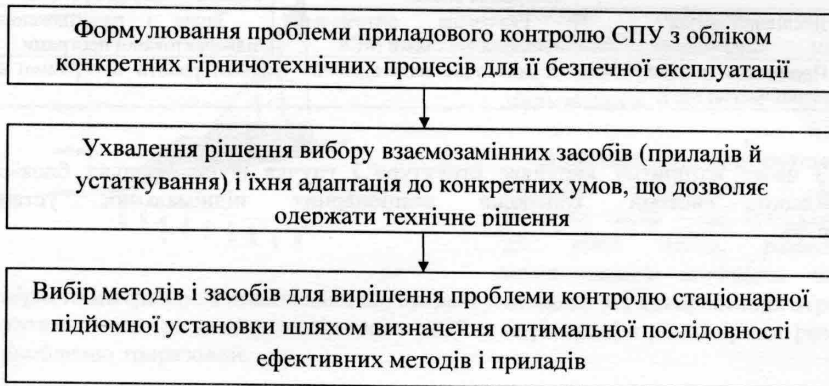 Формулювання проблеми приладового контролю СПУ з обліком
конкретних гірничотехнічних процесів для її безпечної експлуатації
Ухвалення рішення вибору взаємозамінних засобів (приладів й
устаткування) і їхня адаптація до конкретних умов, що дозволяє
одержати технічне рішення
Вибір методів і засобів для вирішення проблеми контролю стаціонарної
підйомної установки шляхом визначення оптимальної послідовності
ефективних методів і приладів